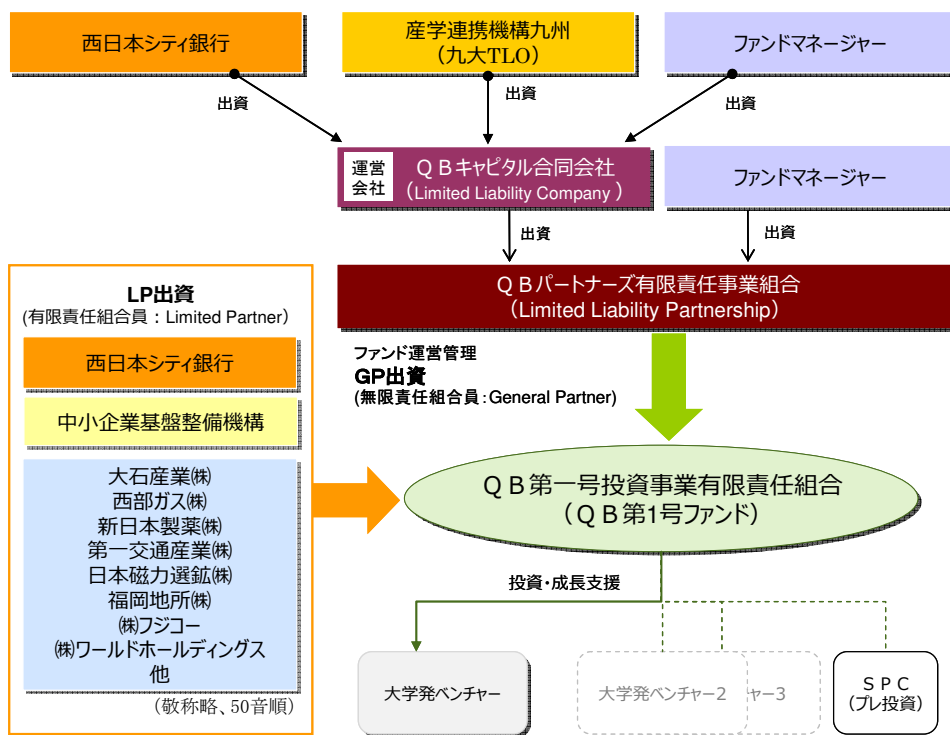 西日本シティ銀行
産学連携機構九州
（九大TLO）
ファンドマネージャー
出資
出資
出資
運営
会社
ＱＢキャピタル合同会社
（Limited Liability Company ）
ファンドマネージャー
出資
出資
ＱＢパートナーズ有限責任事業組合
（Limited Liability Partnership）
LP出資
(有限責任組合員：Limited Partner）
西日本シティ銀行
中小企業基盤整備機構
大石産業㈱
西部ガス㈱
新日本製薬㈱
第一交通産業㈱
日本磁力選鉱㈱
福岡地所㈱
㈱フジコー
㈱ワールドホールディングス
他
（敬称略、50音順）
ファンド運営管理
GP出資
(無限責任組合員：General Partner)
ＱＢ第一号投資事業有限責任組合
（ＱＢ第1号ファンド）
投資・成長支援
大学発ベンチャー
大学発ベンチャー2
ャー3
ＳＰＣ
（プレ投資）